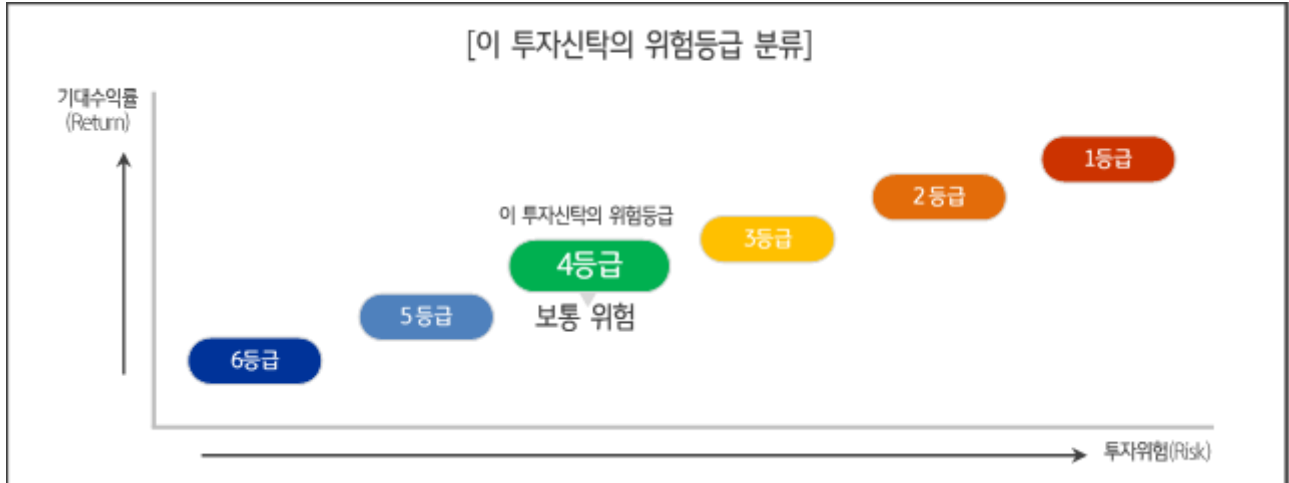 [이 투자신탁의 위험등급 분류]
기대수익률
(Return)
1등급
2등급
이 투자신탁의 위험등급
3등급
4등급
5등급
보통 위험
6등급
투자위험(Risk)